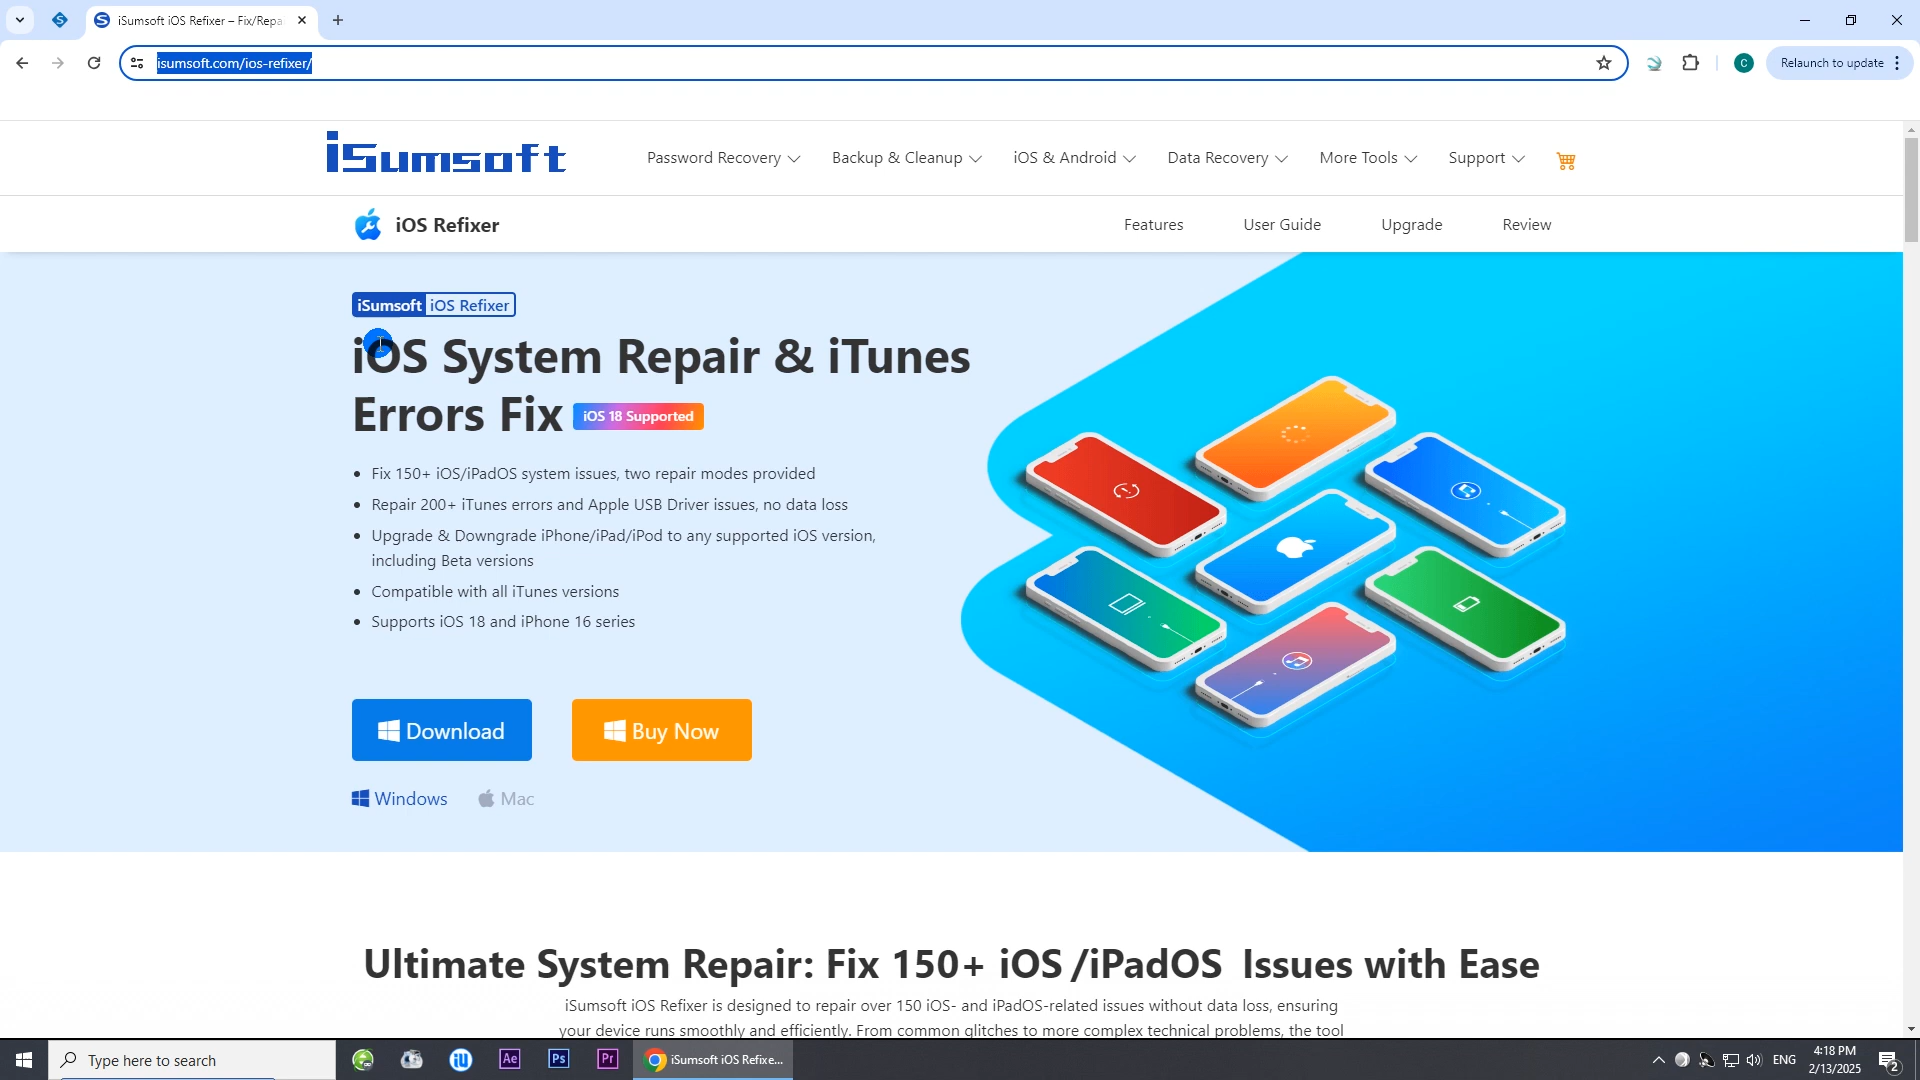 iSumsoft iOS Refixer – Fix/Repa
isumsoft.com/ios-refixer/
C
Relaunch to update
iSumsoft
Password Recovery
Backup & Cleanup
iOS & Android
Data Recovery
More Tools
Support
iOS Refixer
Features
User Guide
Upgrade
Review
iSumsoft iOS Refixer
iOS System Repair & iTunes
Errors Fix iOS 18 Supported
Fix 150+ iOS/iPadOS system issues, two repair modes provided
Repair 200+ iTunes errors and Apple USB Driver issues, no data loss
Upgrade & Downgrade iPhone/iPad/iPod to any supported iOS version,
including Beta versions
Compatible with all iTunes versions
Supports iOS 18 and iPhone 16 series
Download
Buy Now
Windows
Mac
Ultimate System Repair: Fix 150+ iOS /iPadOS Issues with Ease
iSumsoft iOS Refixer is designed to repair over 150 iOS- and iPadOS-related issues without data loss, ensuring
your device runs smoothly and efficiently. From common glitches to more complex technical problems, the tool
Type here to search
iU
Ae
Ps
Pr
iSumsoft iOS Refixe...
ENG
4:18 PM
2/13/2025
2